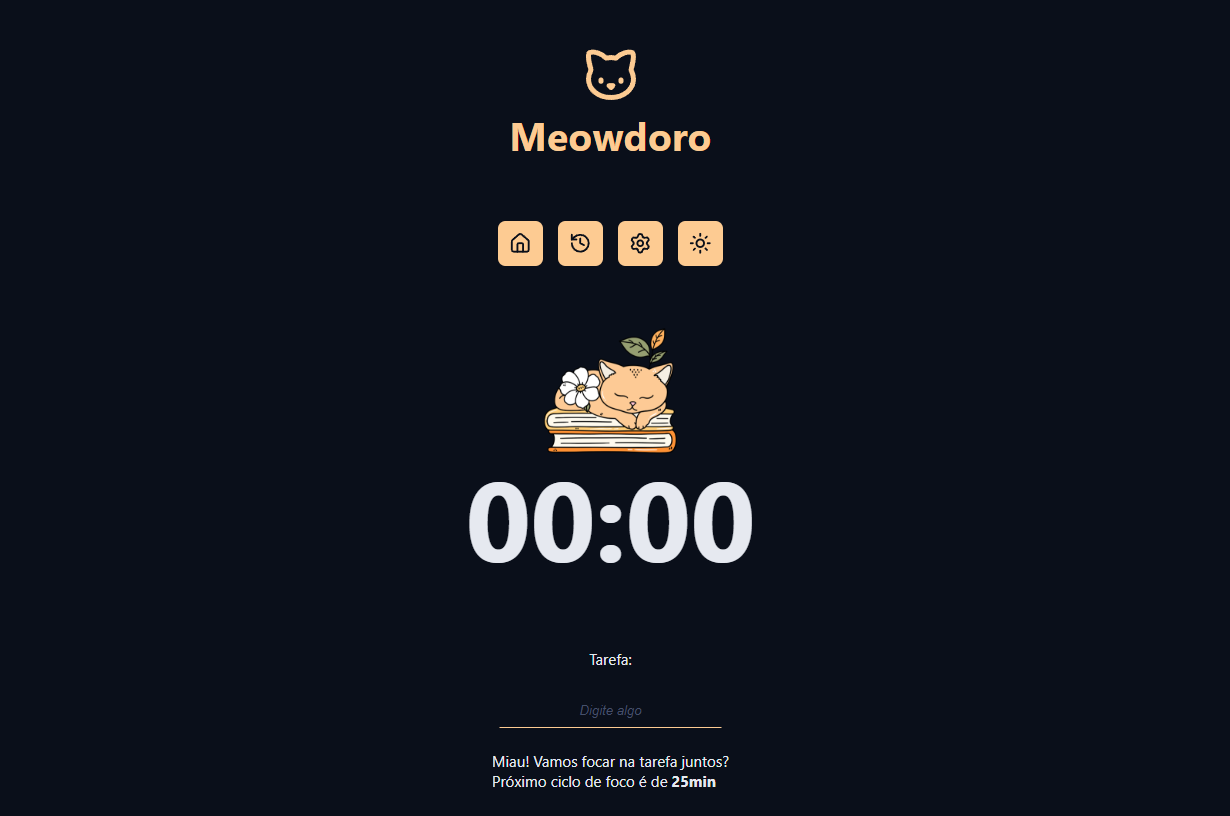 Meowdoro
00:00
Tarefa:
Digite algo
Miau! Vamos focar na tarefa juntos?
Próximo ciclo de foco é de 25min